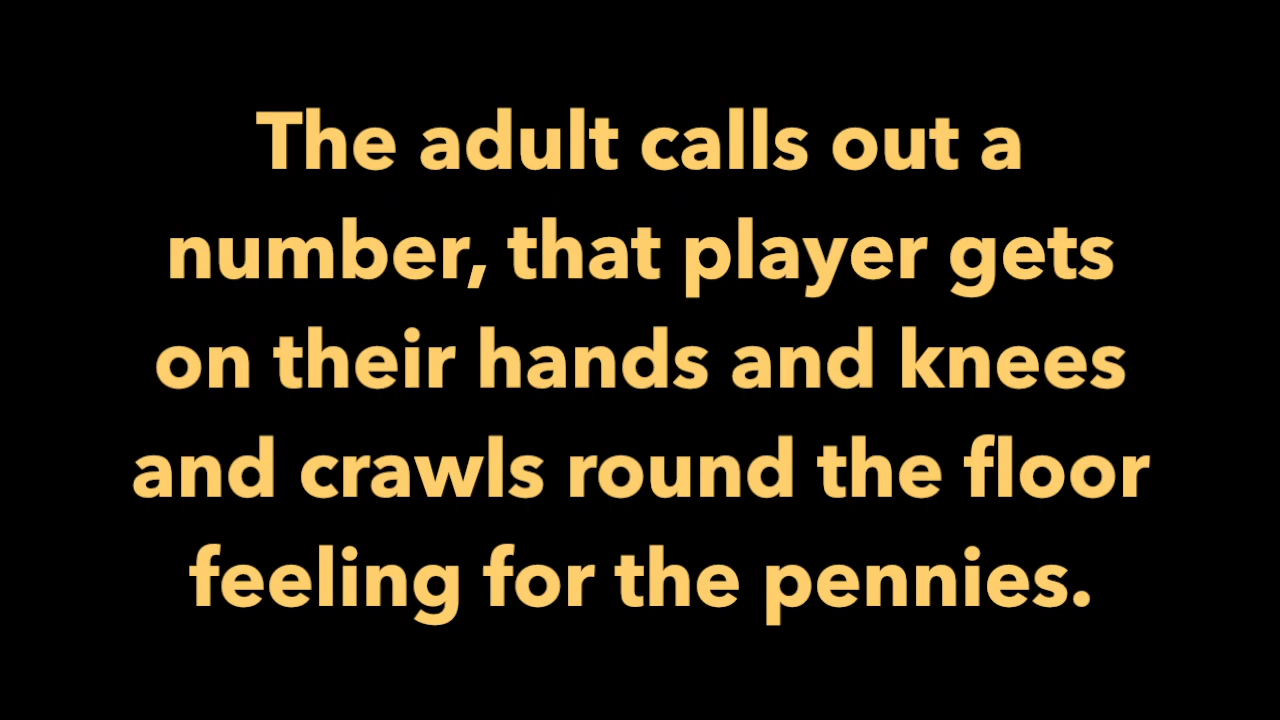 The adult calls out a
number, that player gets
on their hands and knees
and crawls round the floor
feeling for the pennies.